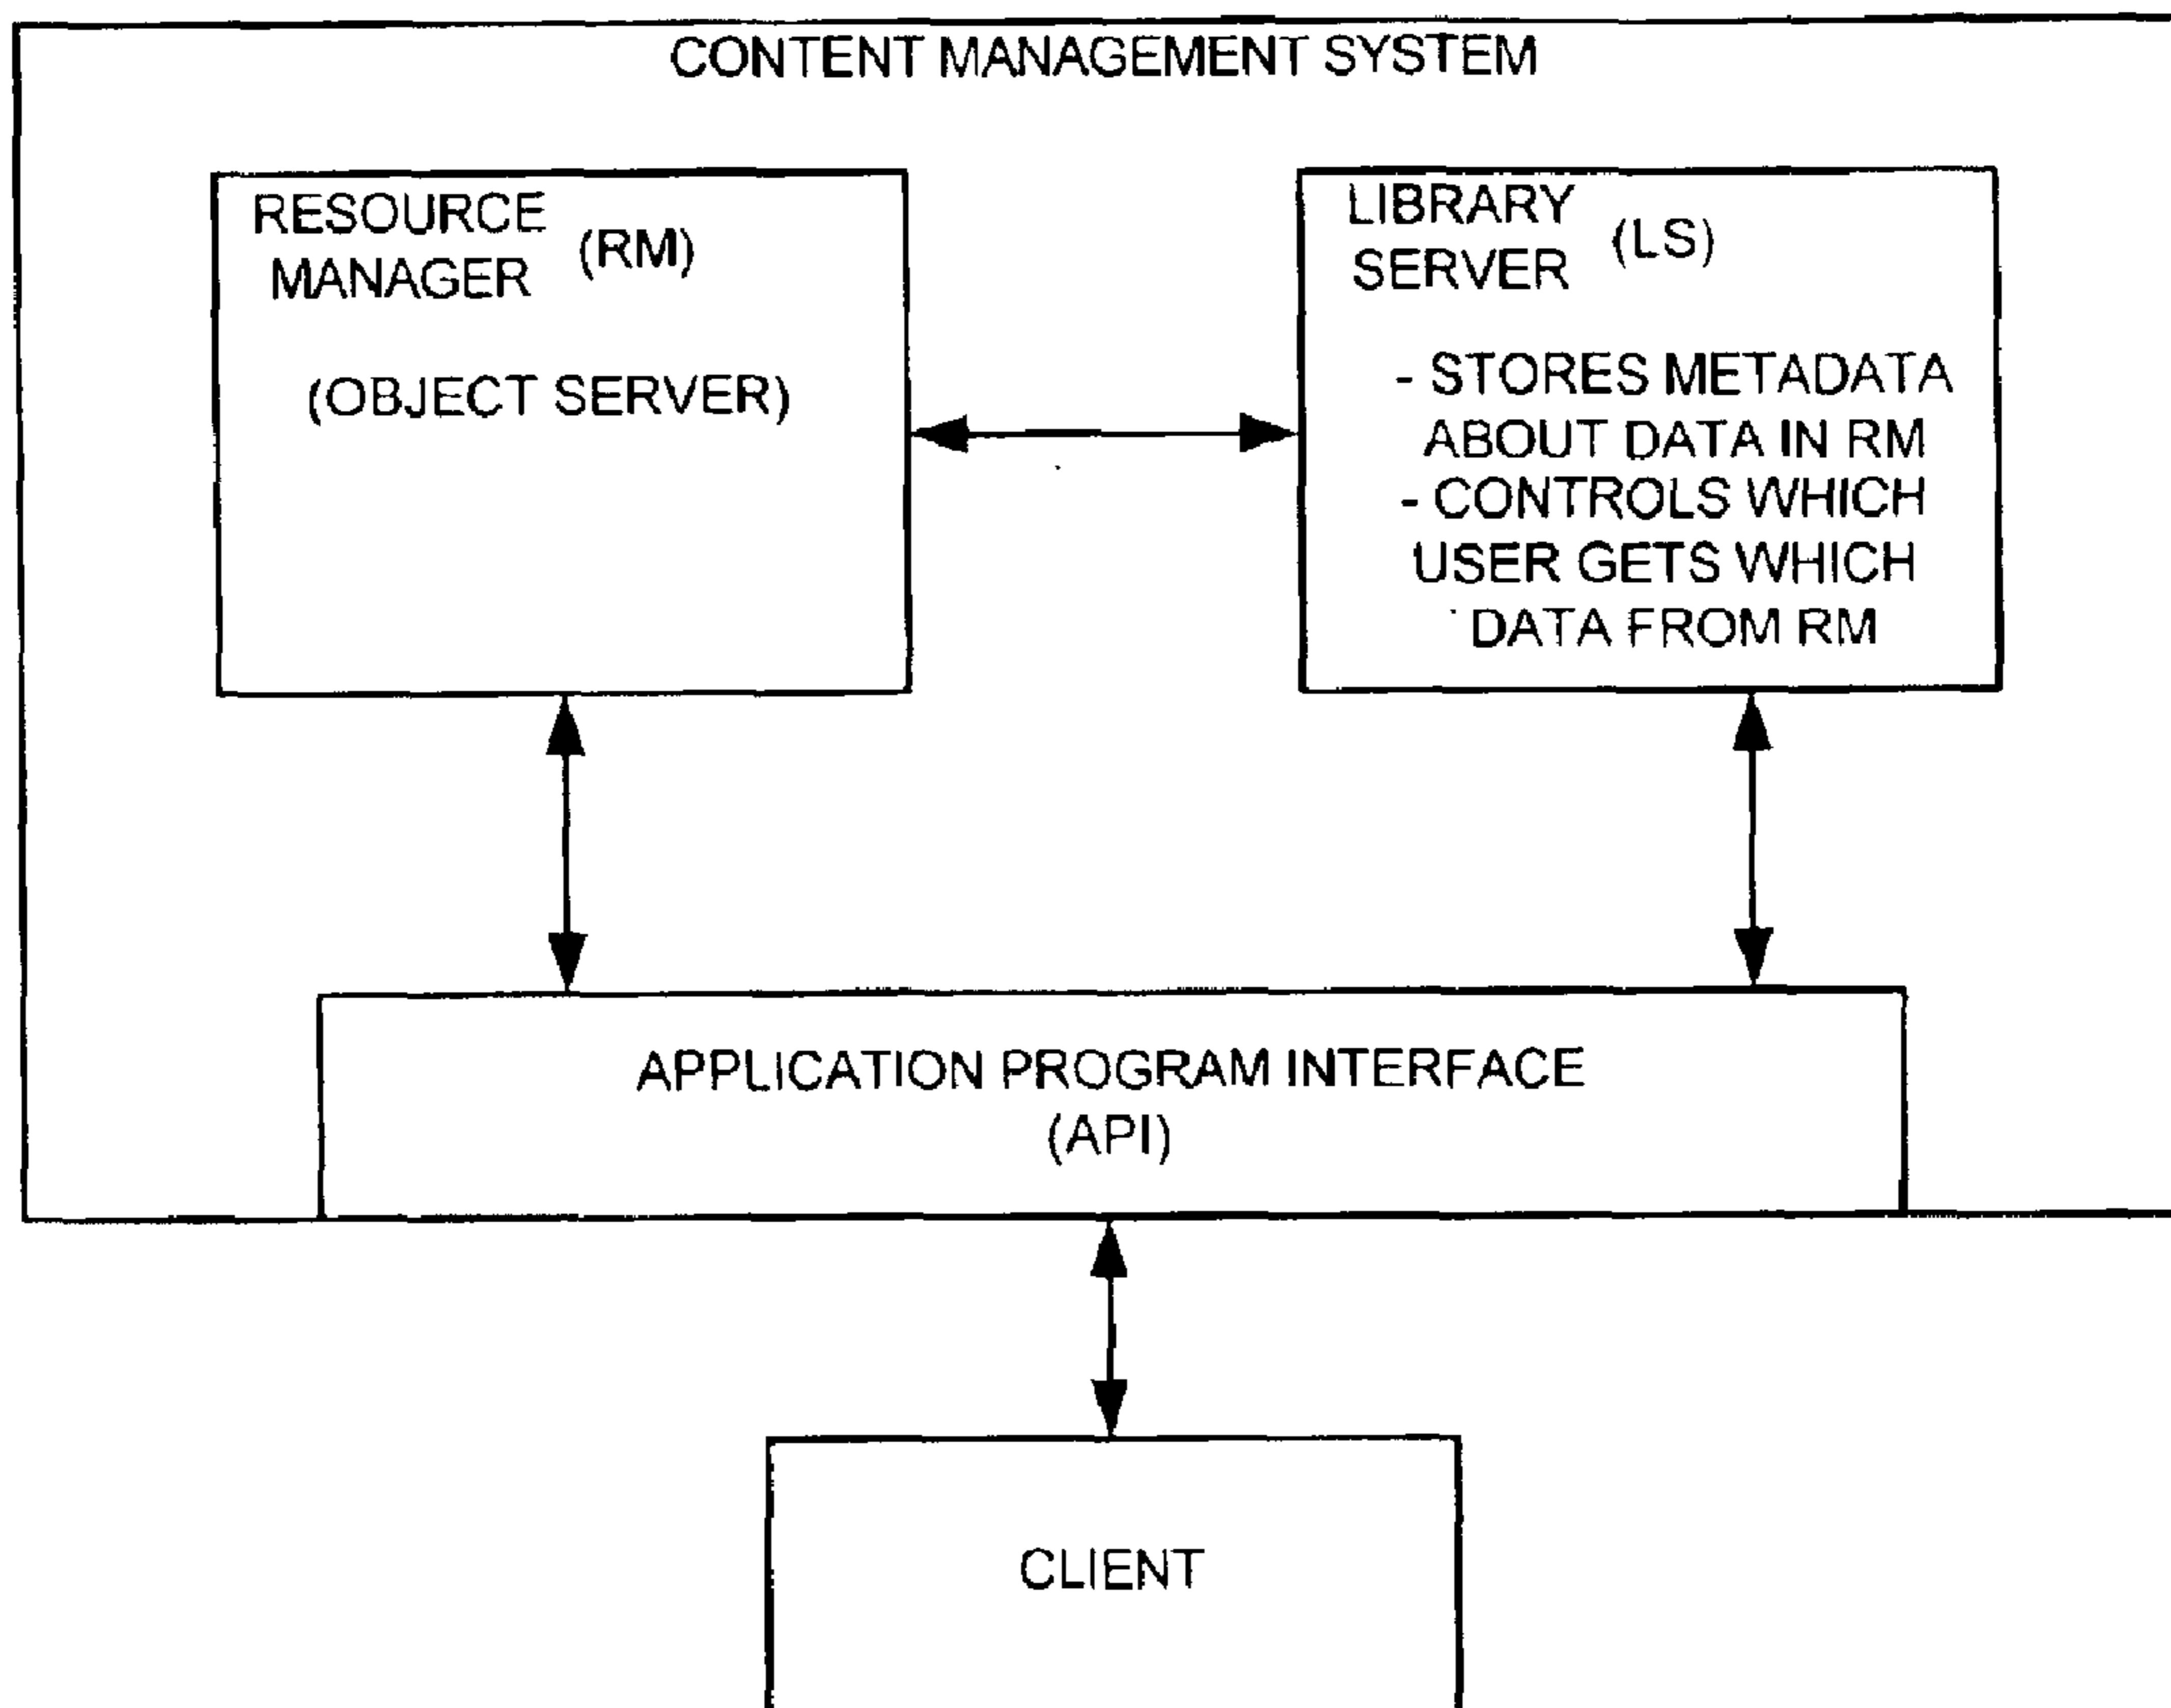 CONTENT MANAGEMENT SYSTEM
RESOURCE
MANAGER (RM)
(OBJECT SERVER)
LIBRARY
SERVER (LS)
- STORES METADATA
ABOUT DATA IN RM
- CONTROLS WHICH
USER GETS WHICH
DATA FROM RM
APPLICATION PROGRAM INTERFACE
(API)
CLIENT